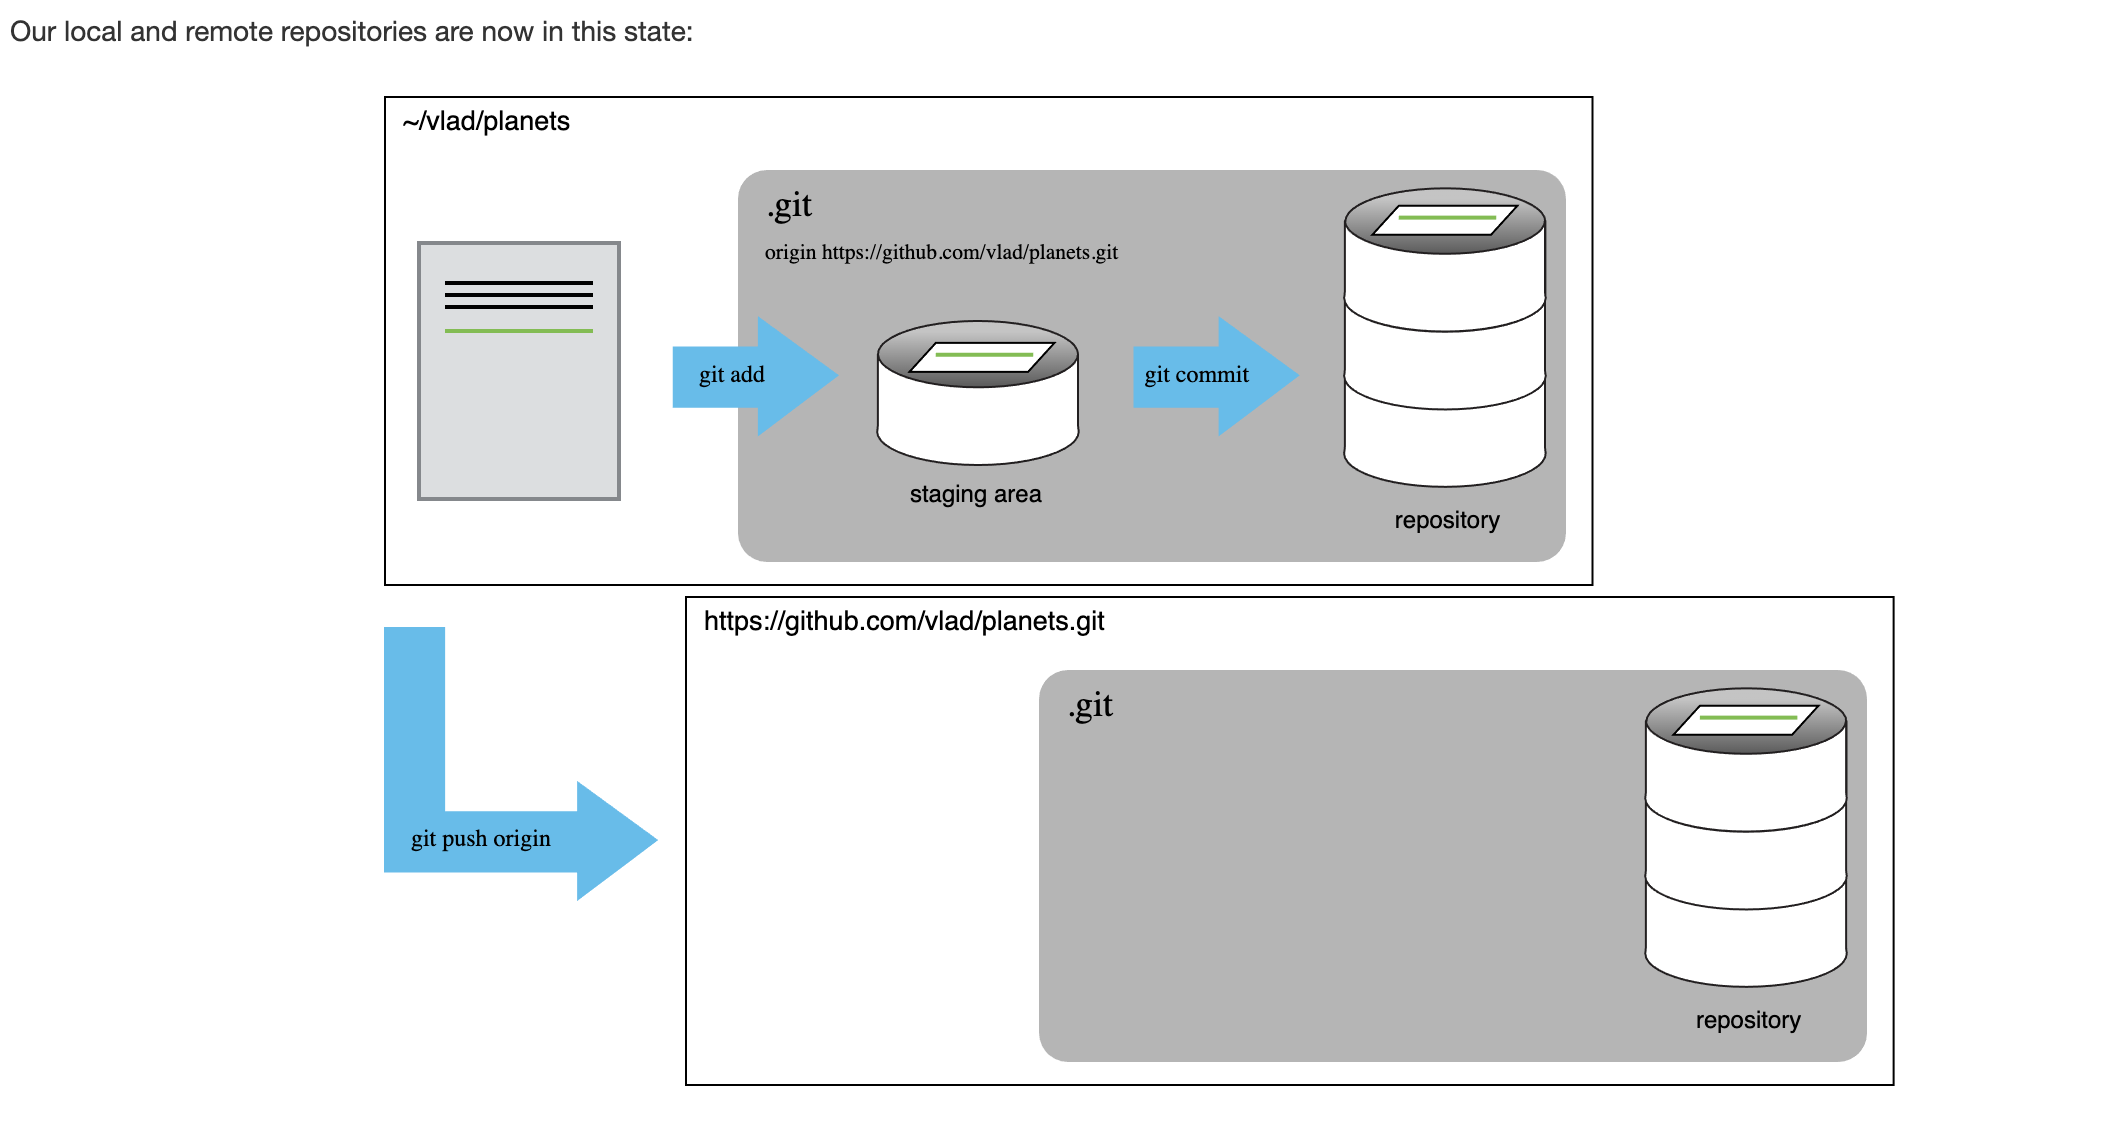 Our local and remote repositories are now in this state:
~/vlad/planets
.git
origin https://github.com/vlad/planets.git
git add
git commit
staging area
repository
https://github.com/vlad/planets.git
.git
git push origin
repository